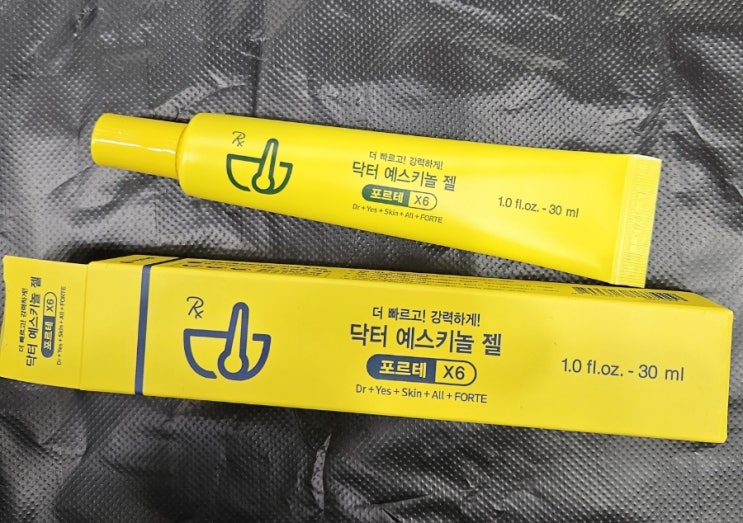 Rx
더 빠르고! 강력하게!
닥터 예스키놀 젤
포르테 X6
Dr+Yes+Skin+All+FORTE
1.0 fl.oz. - 30 ml
더 빠르고! 강력하게!
닥터 예스키놀 젤
포르테 X6
Dr+Yes+Skin+All+FORTE
Rx
더 빠르고! 강력하게!
닥터 예스키놀 젤
포르테 X6
Dr+Yes+Skin+All+FORTE
1.0 fl.oz. - 30 ml